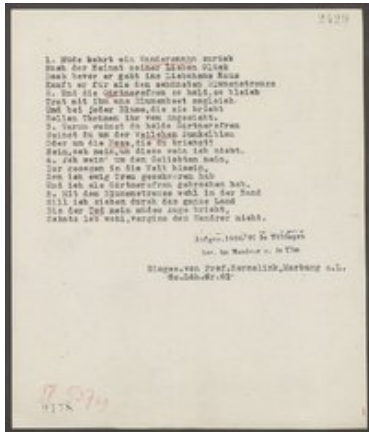 2429
1. Müde kehrt ein Wandersmann zurück
Nach der Heimat seiner Lieben Glück
Doch bevor er geht ins Liebchens Haus
Kauft er für sie den schönsten Blumenstrauss
2. Und die Gärtnersfrau so hold, so bleich
Trat mit ihm ans Blumenbeet sogleich
Und bei jeder Blume, die sie bricht
Rollen Thränen ihr vom Angesicht.
3. Warum weinst du holde Gärtnersfrau
Weinst du um der Veilchen Dunkelblau
Oder um die Rose, die du brichst?
Nein, ach nein, um diese wein ich nicht.
4. Ich wein' um den Geliebten mein,
Der gezogen in die Welt hinein,
Dem ich ewig Treu geschworen hab
Und ich als Gärtnersfrau gebrochen hab.
5. Mit dem Blumenstrauss wohl in der Hand
Will ich ziehen durch das ganze Land
Bis der Tod mein müdes Auge bricht,
Lebe wohl, vergiss den Wandrer nicht.
Einges. von Prof. Marburg a.L.
9178